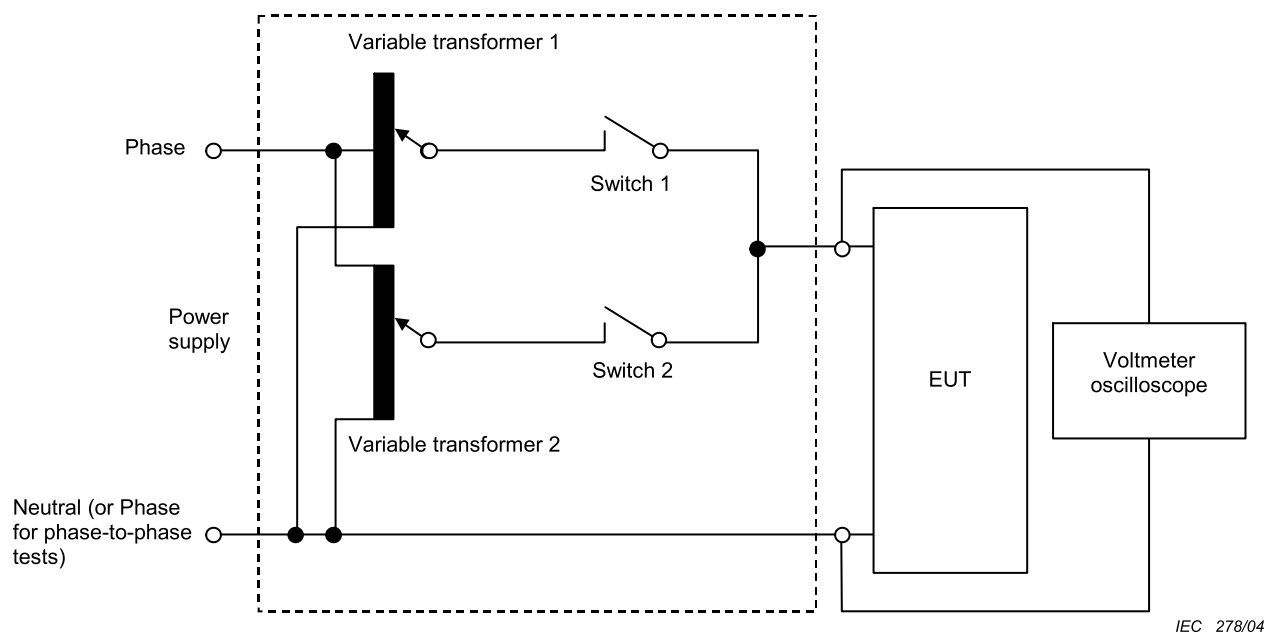 Variable transformer 1
Phase
Switch 1
Power
supply
Switch 2
EUT
Voltmeter
oscilloscope
Variable transformer 2
Neutral (or Phase
for phase-to-phase
tests)
IEC 278/04